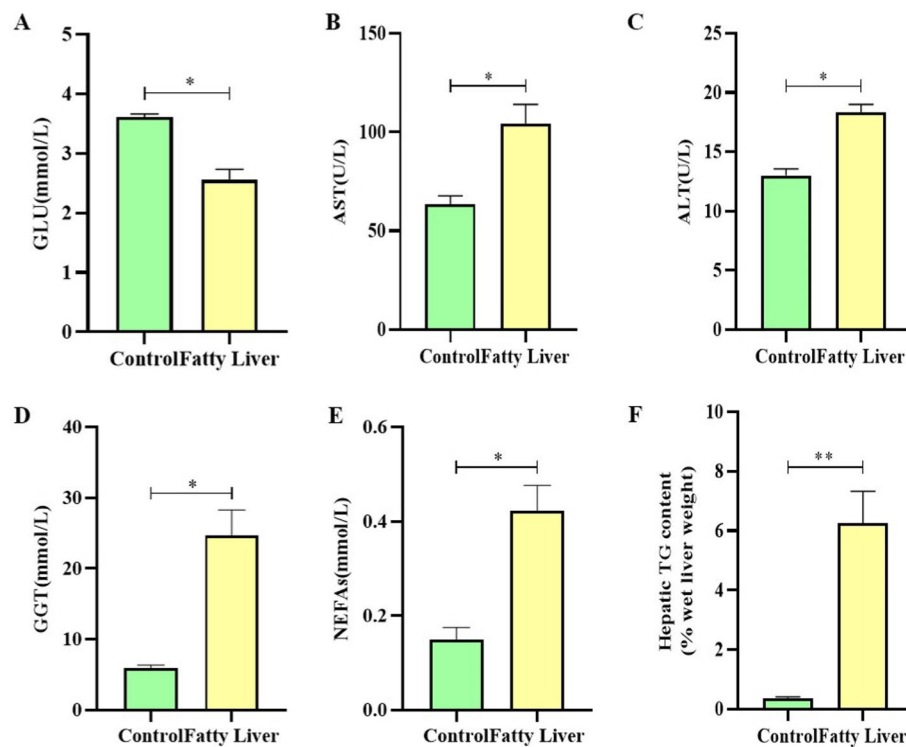 A
GLU(mmol/L)
5
4
3
2
1
0
*
ControlFatty Liver
B
AST(U/L)
150
100
50
0
*
ControlFatty Liver
C
ALT(U/L)
25
20
15
10
5
0
*
ControlFatty Liver
D
GGT(mmol/L)
40
30
20
10
0
*
ControlFatty Liver
E
NEFAs(mmol/L)
0.6
0.4
0.2
0.0
*
ControlFatty Liver
F
Hepatic TG content
(% wet liver weight)
10
8
6
4
2
0
**
ControlFatty Liver